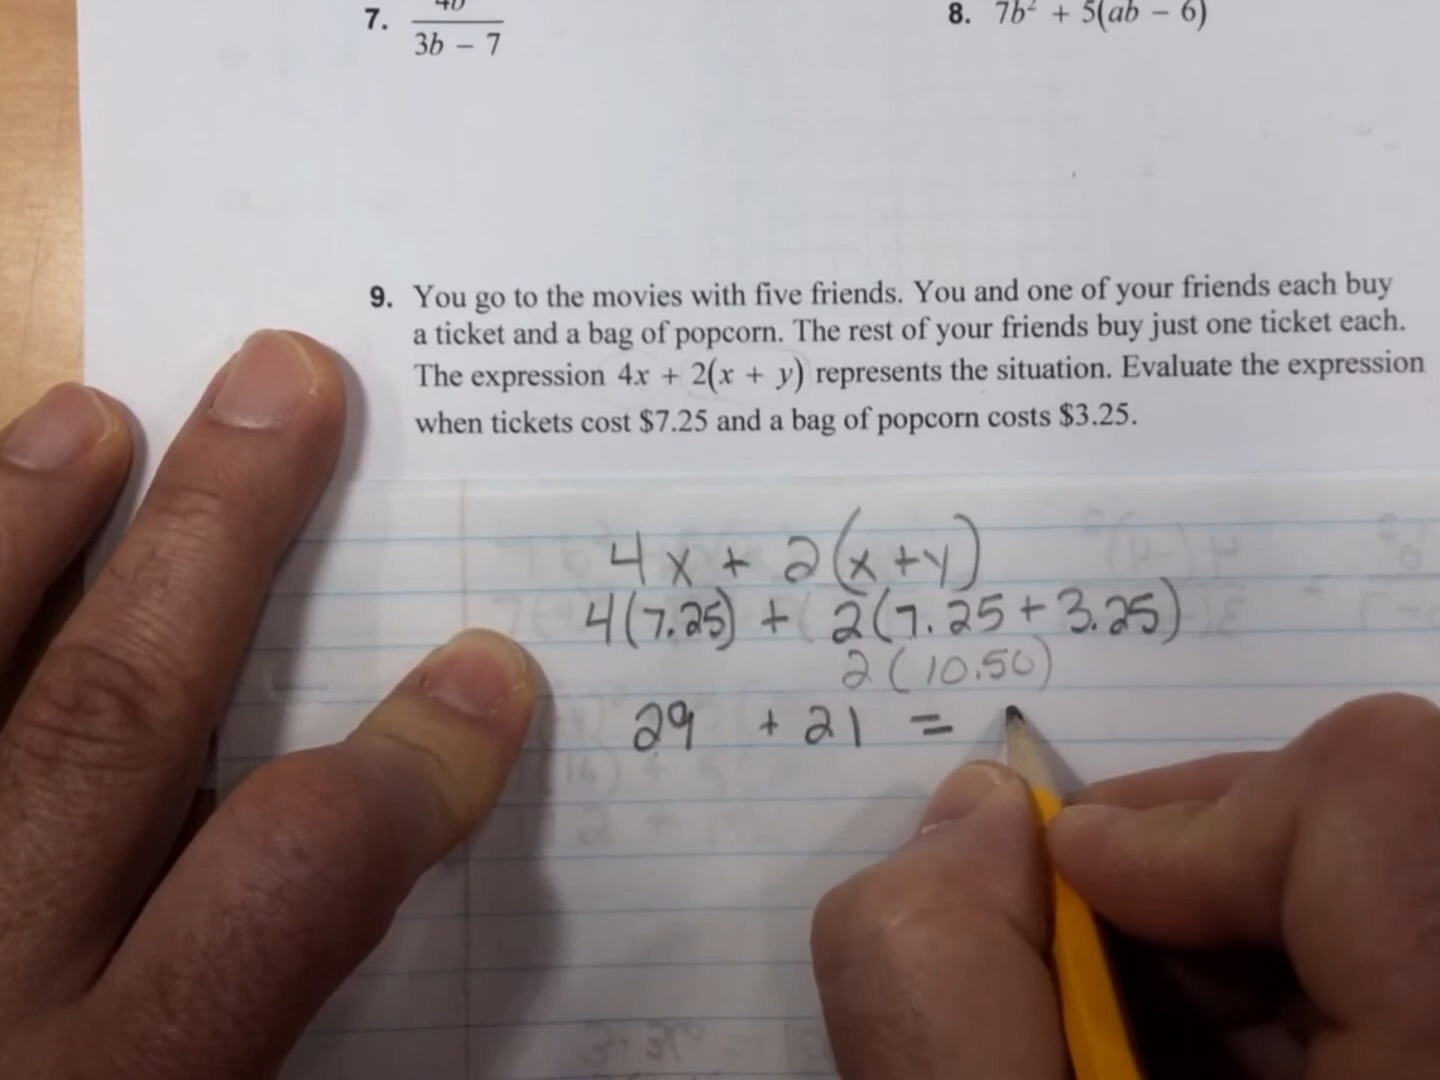 7. 4b
3b − 7
8. 7b² + 5(ab − 6)
9. You go to the movies with five friends. You and one of your friends each buy
a ticket and a bag of popcorn. The rest of your friends buy just one ticket each.
The expression 4x + 2(x + y) represents the situation. Evaluate the expression
when tickets cost $7.25 and a bag of popcorn costs $3.25.
4x + 2(x+y)
4(7.25) + 2(7.25+3.25)
2(10.50)
29 + 21 =